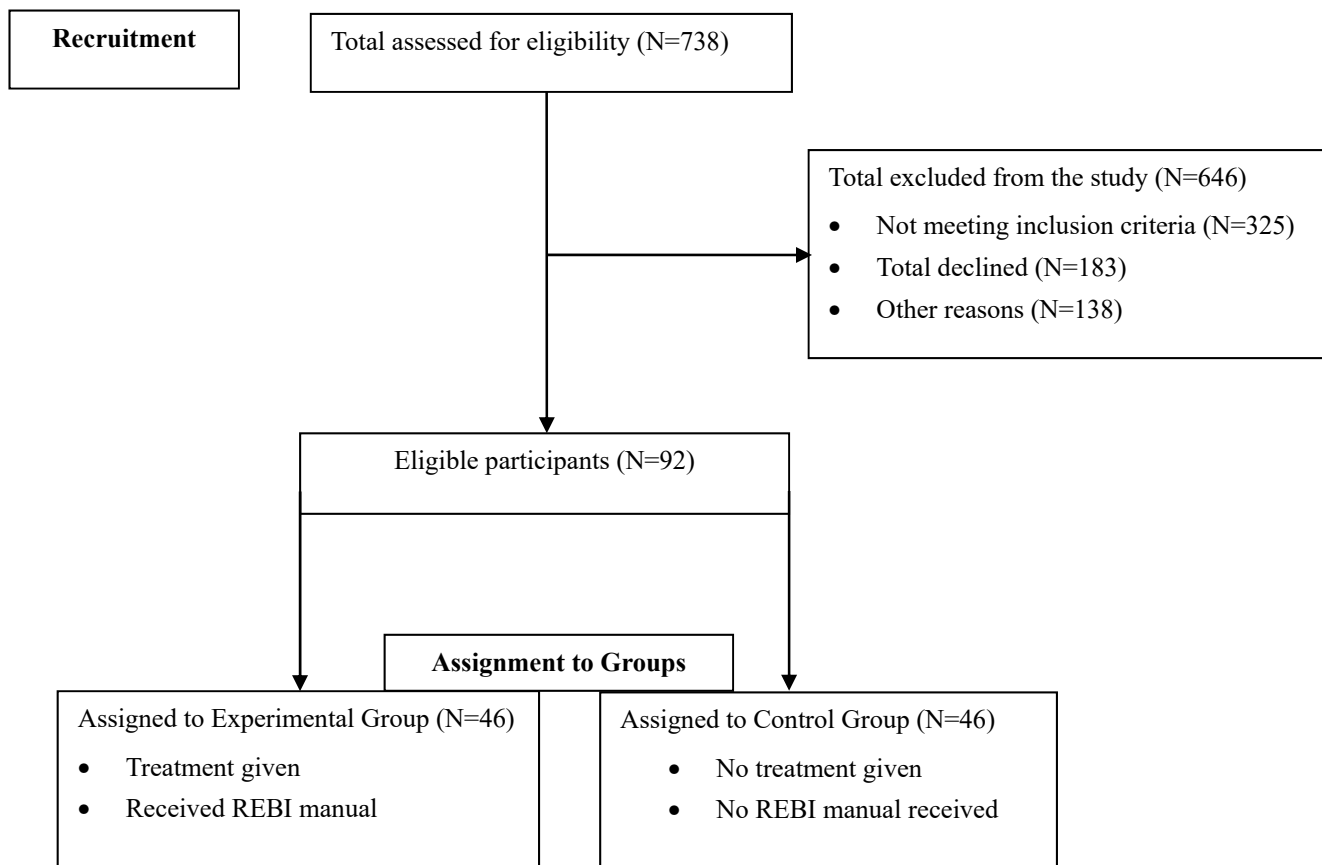 Recruitment
Total assessed for eligibility (N=738)
Total excluded from the study (N=646)
• Not meeting inclusion criteria (N=325)
• Total declined (N=183)
• Other reasons (N=138)
Eligible participants (N=92)
Assignment to Groups
Assigned to Experimental Group (N=46)
• Treatment given
• Received REBI manual
Assigned to Control Group (N=46)
• No treatment given
• No REBI manual received